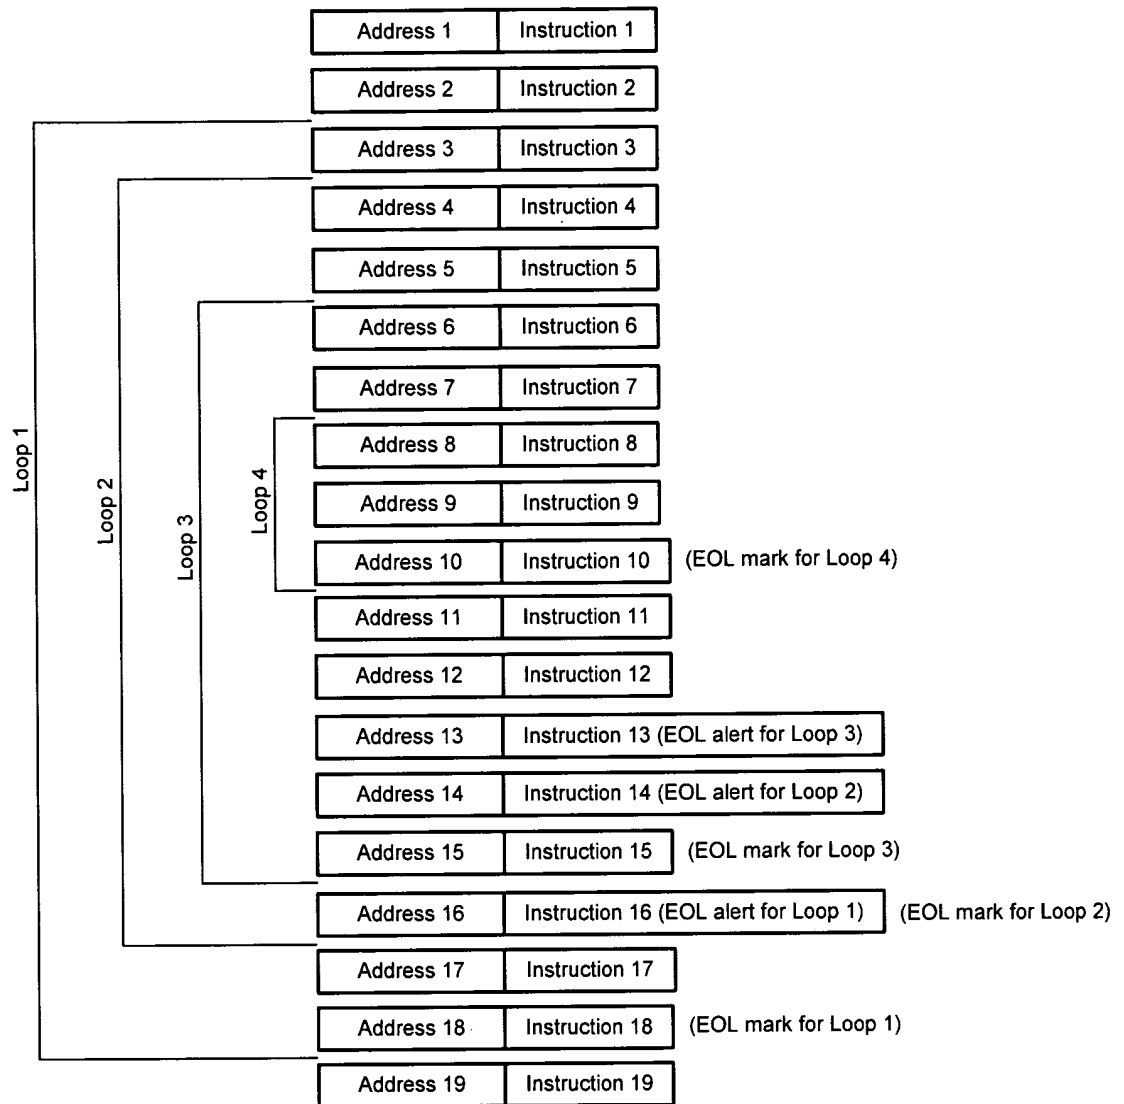 Address 1 Instruction 1
Address 2 Instruction 2
Address 3 Instruction 3
Address 4 Instruction 4
Address 5 Instruction 5
Address 6 Instruction 6
Address 7 Instruction 7
Address 8 Instruction 8
Address 9 Instruction 9
Address 10 Instruction 10 (EOL mark for Loop 4)
Address 11 Instruction 11
Address 12 Instruction 12
Address 13 Instruction 13 (EOL alert for Loop 3)
Address 14 Instruction 14 (EOL alert for Loop 2)
Address 15 Instruction 15 (EOL mark for Loop 3)
Address 16 Instruction 16 (EOL alert for Loop 1) (EOL mark for Loop 2)
Address 17 Instruction 17
Address 18 Instruction 18 (EOL mark for Loop 1)
Address 19 Instruction 19
Loop 1
Loop 2
Loop 3
Loop 4